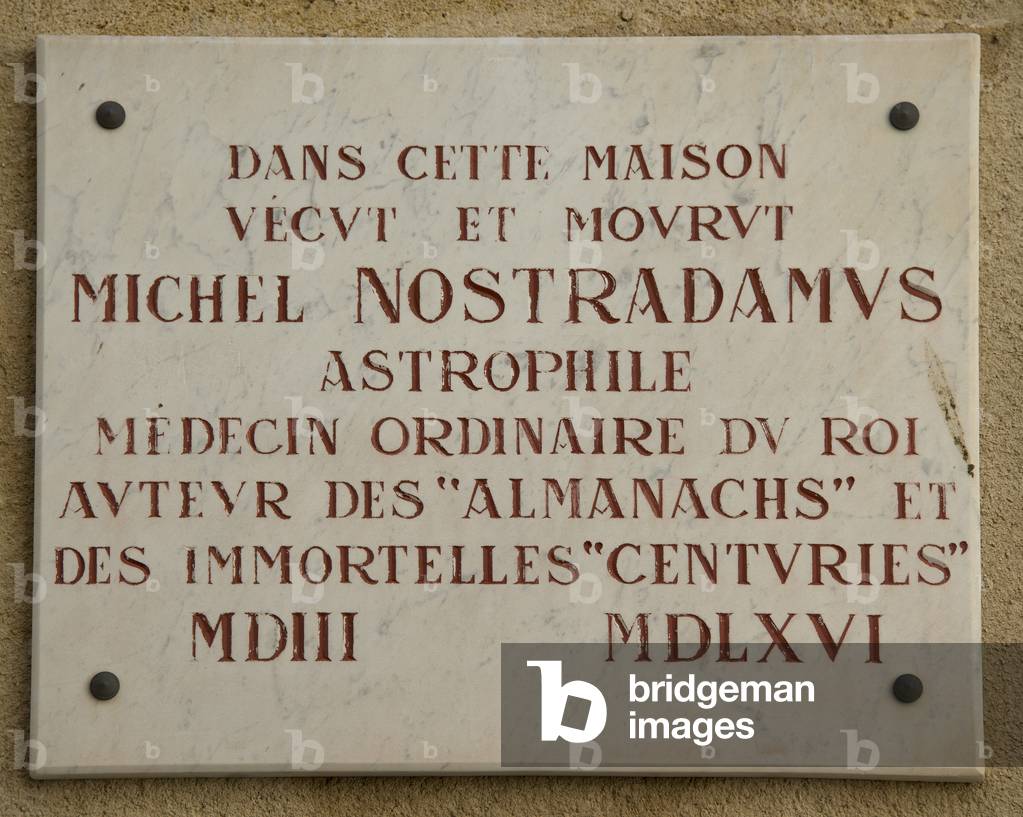 DANS CETTE MAISON
VÉCVT ET MOVRVT
MICHEL NOSTRADAMVS
ASTROPHILE
MÉDECIN ORDINAIRE DV ROI
AVTEVR DES "ALMANACHS" ET
DES IMMORTELLES "CENTVRIES"
MDIII MDLXVI
b bridgeman
images